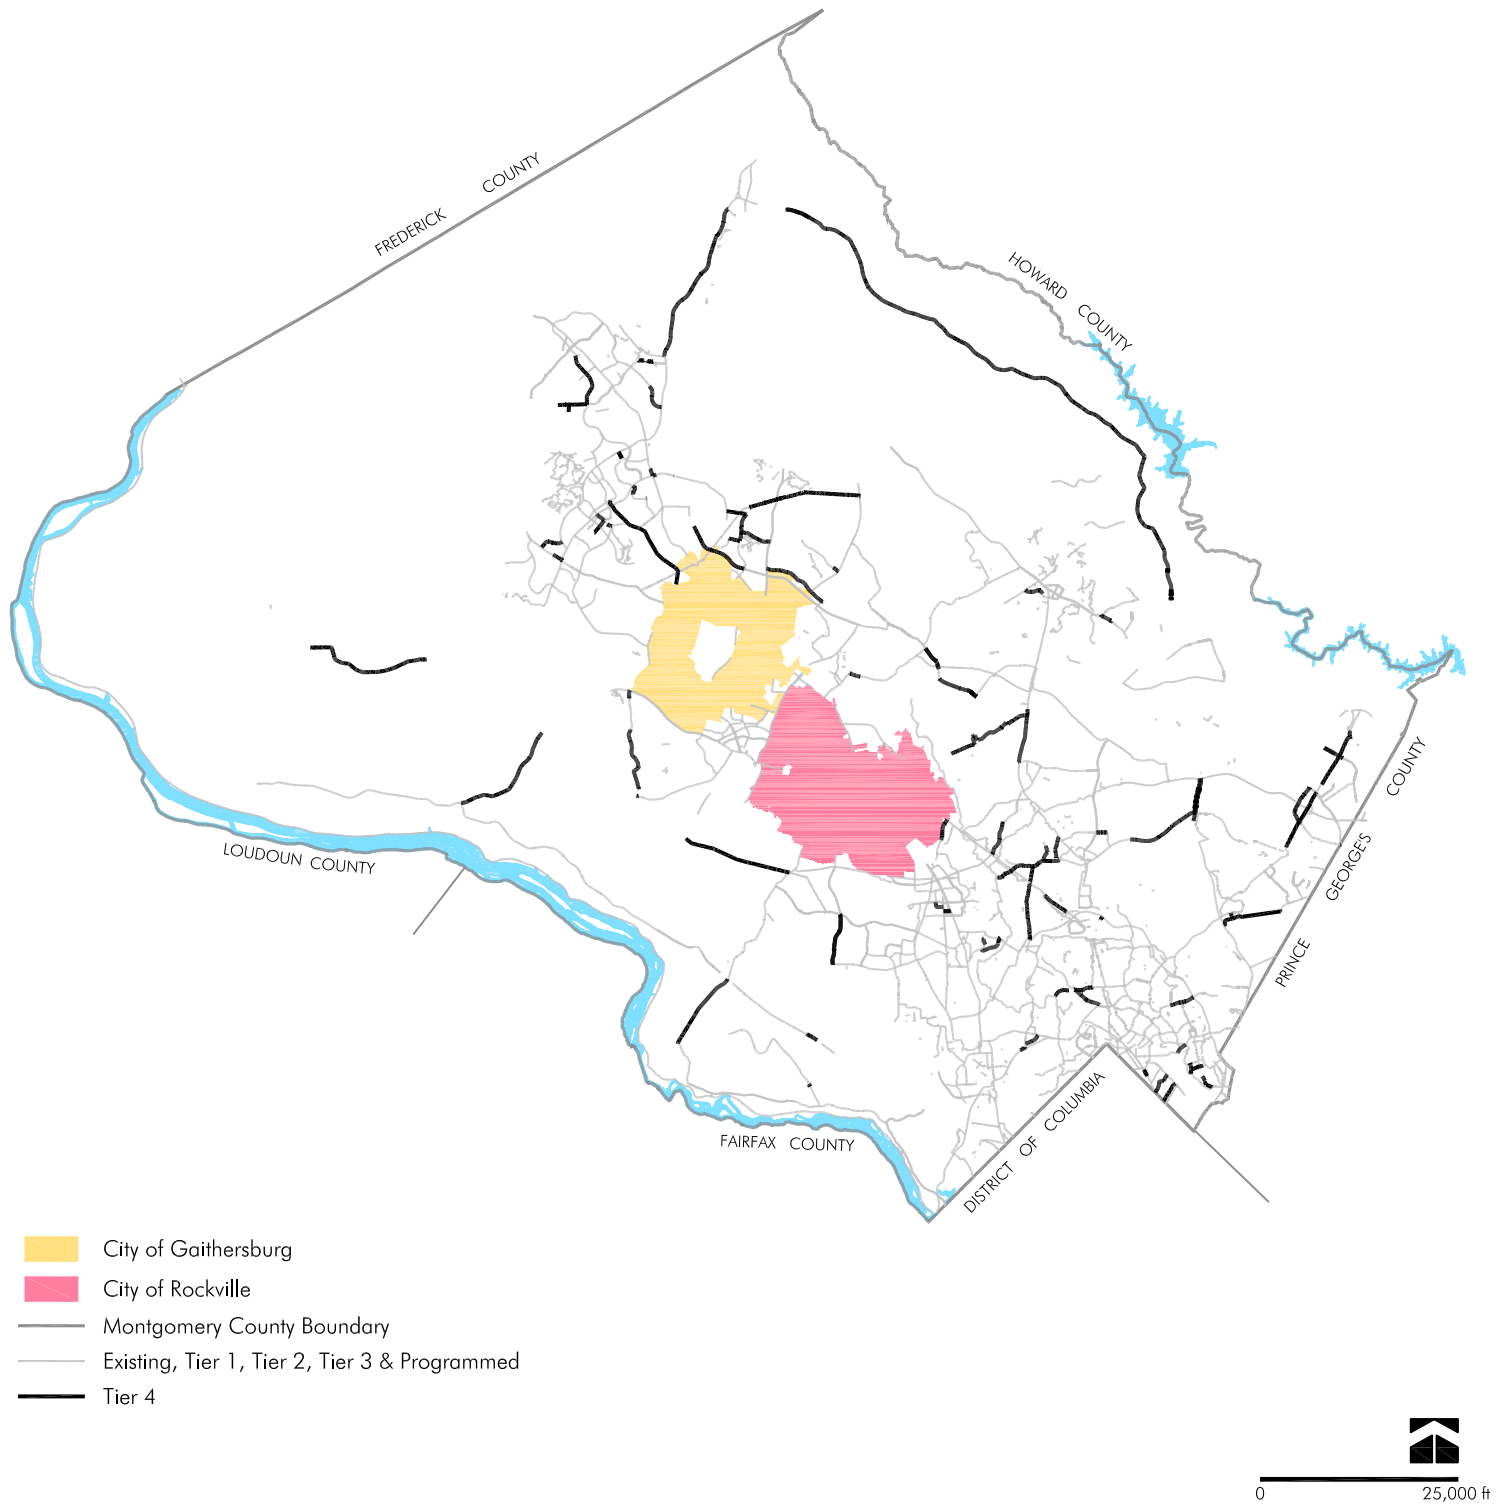 FREDERICK COUNTY
HOWARD COUNTY
LOUDOUN COUNTY
PRINCE GEORGE'S COUNTY
FAIRFAX COUNTY
DISTRICT OF COLUMBIA
City of Gaithersburg
City of Rockville
Montgomery County Boundary
Existing, Tier 1, Tier 2, Tier 3 & Programmed
Tier 4
0 25,000 ft